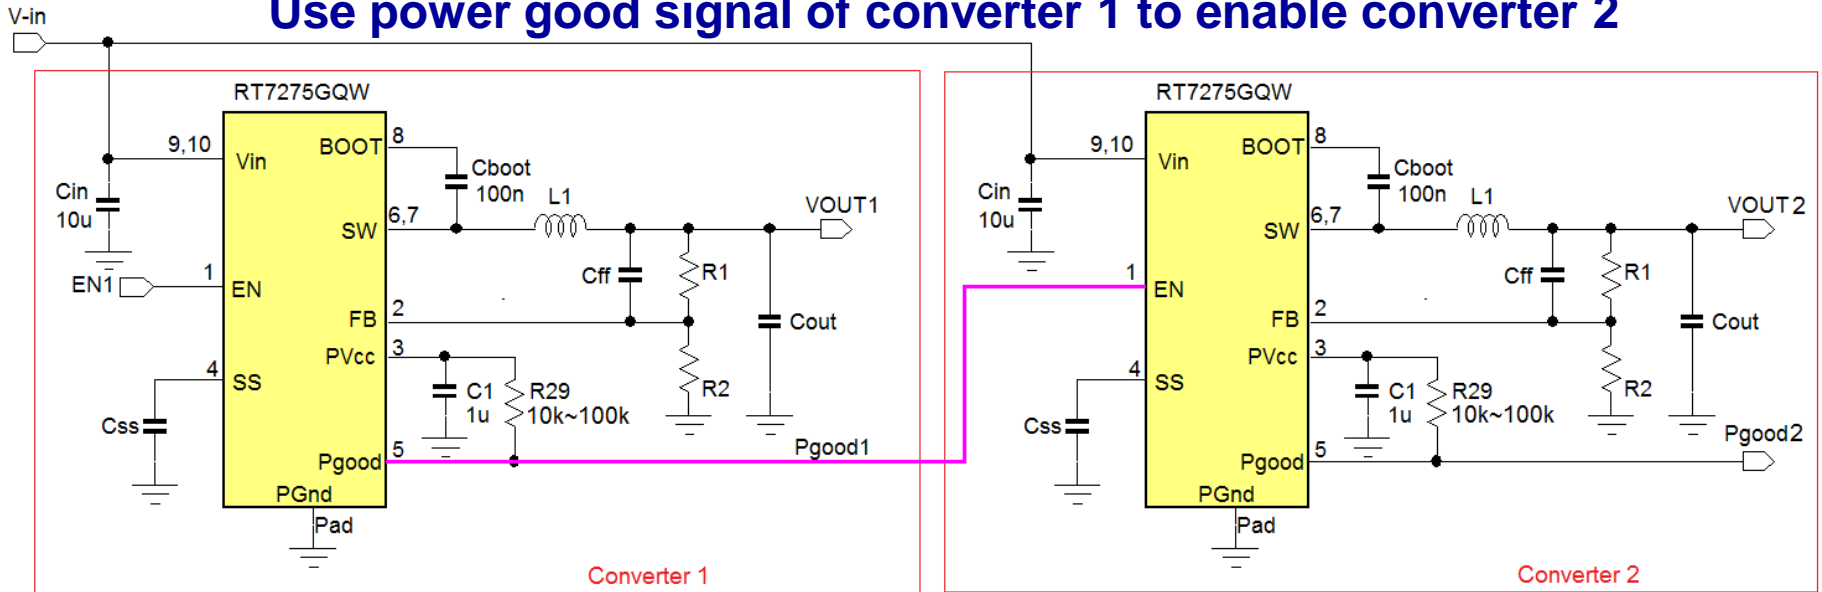 Use power good signal of converter 1 to enable converter 2
V-in
RT7275GQW
9,10
Vin
BOOT
8
Cboot
100n
Cin
10u
L1
VOUT1
SW
6,7
EN1
1
EN
Cff
R1
FB
2
Cout
PVcc
3
4
SS
C1
1u
R29
10k~100k
R2
Css
Pgood
5
Pgood1
PGnd
Pad
Converter 1
RT7275GQW
9,10
Vin
BOOT
8
Cboot
100n
Cin
10u
L1
VOUT2
SW
6,7
1
EN
Cff
R1
FB
2
Cout
PVcc
3
4
SS
C1
1u
R29
10k~100k
R2
Css
Pgood
5
Pgood2
PGnd
Pad
Converter 2